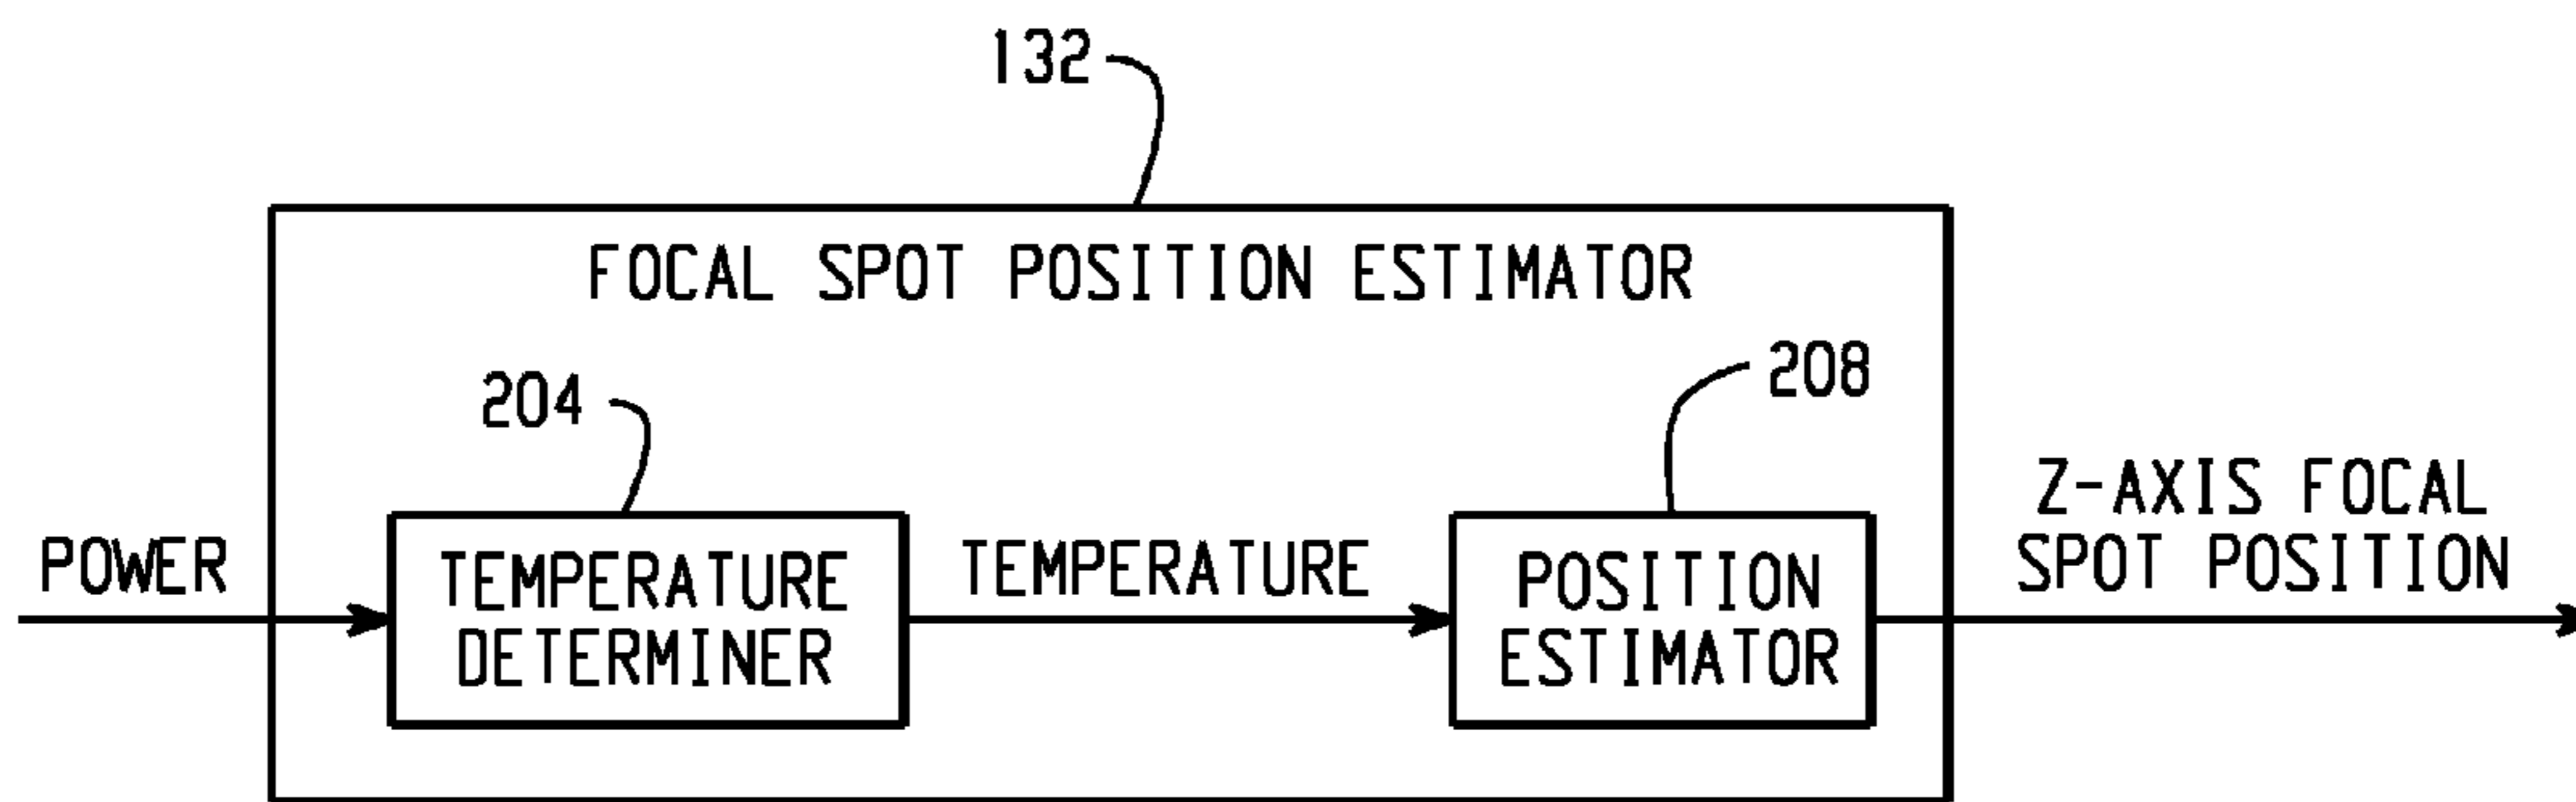 132
FOCAL SPOT POSITION ESTIMATOR
204
208
POWER
TEMPERATURE
DETERMINER
TEMPERATURE
POSITION
ESTIMATOR
Z-AXIS FOCAL
SPOT POSITION